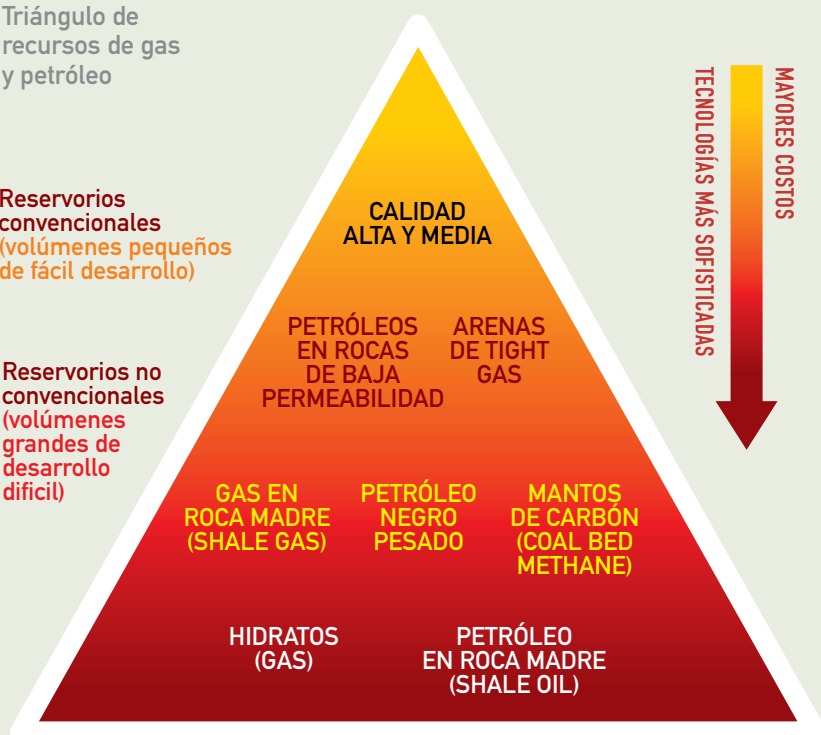 Triángulo de
recursos de gas
y petróleo
Reservorios
convencionales
(volúmenes pequeños
de fácil desarrollo)
Reservorios no
convencionales
(volúmenes
grandes de
desarrollo
dificil)
CALIDAD
ALTA Y MEDIA
PETRÓLEOS
EN ROCAS
DE BAJA
PERMEABILIDAD
ARENAS
DE TIGHT
GAS
GAS EN
ROCA MADRE
(SHALE GAS)
PETRÓLEO
NEGRO
PESADO
MANTOS
DE CARBÓN
(COAL BED
METHANE)
HIDRATOS
(GAS)
PETRÓLEO
EN ROCA MADRE
(SHALE OIL)
TECNOLOGÍAS MÁS SOFISTICADAS
MAYORES COSTOS